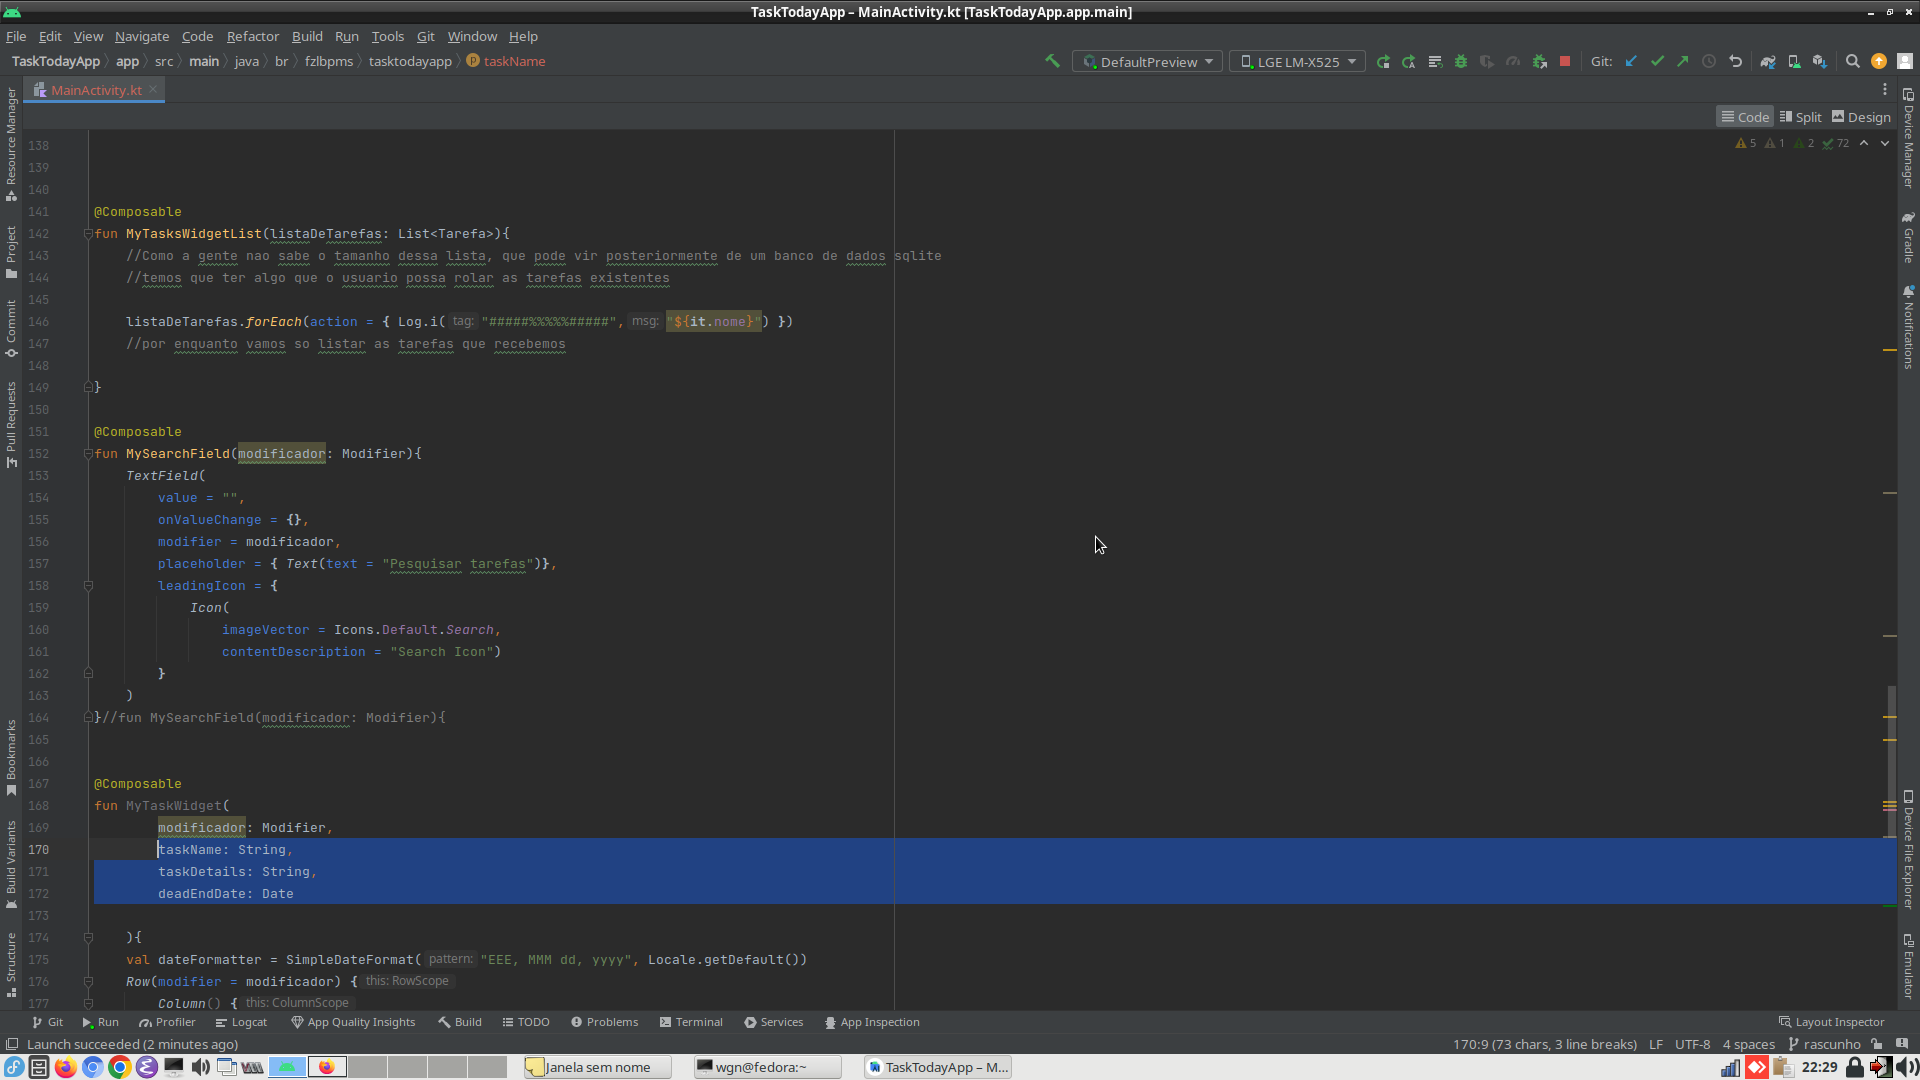 TaskTodayApp – MainActivity.kt [TaskTodayApp.app.main]
File Edit View Navigate Code Refactor Build Run Tools Git Window Help
TaskTodayApp app src main java br fzlbpms tasktodayapp taskName
DefaultPreview LGE LM-X525 Git:
MainActivity.kt
Code Split Design
5 1 2 72
138
139
140
141 @Composable
142 fun MyTasksWidgetList(listaDeTarefas: List<Tarefa>){
143 //Como a gente nao sabe o tamanho dessa lista, que pode vir posteriormente de um banco de dados sqlite
144 //temos que ter algo que o usuario possa rolar as tarefas existentes
145
146 listaDeTarefas.forEach(action = { Log.i( tag: "#####%%%%%#####", msg: "${it.nome}") })
147 //por enquanto vamos so listar as tarefas que recebemos
148
149 }
150
151 @Composable
152 fun MySearchField(modificador: Modifier){
153 TextField(
154 value = "",
155 onValueChange = {},
156 modifier = modificador,
157 placeholder = { Text(text = "Pesquisar tarefas")},
158 leadingIcon = {
159 Icon(
160 imageVector = Icons.Default.Search,
161 contentDescription = "Search Icon")
162 }
163 )
164 }//fun MySearchField(modificador: Modifier){
165
166
167 @Composable
168 fun MyTaskWidget(
169 modificador: Modifier,
170 taskName: String,
171 taskDetails: String,
172 deadEndDate: Date
173
174 ){
175 val dateFormatter = SimpleDateFormat( pattern: "EEE, MMM dd, yyyy", Locale.getDefault())
176 Row(modifier = modificador) { this: RowScope
177 Column() { this: ColumnScope
Resource Manager
Project
Commit
Pull Requests
Bookmarks
Build Variants
Structure
Device Manager
Gradle
Notifications
Device File Explorer
Emulator
Git Run Profiler Logcat App Quality Insights Build TODO Problems Terminal Services App Inspection Layout Inspector
Launch succeeded (2 minutes ago) 170:9 (73 chars, 3 line breaks) LF UTF-8 4 spaces rascunho
Janela sem nome wgn@fedora:~ TaskTodayApp – M... 22:29